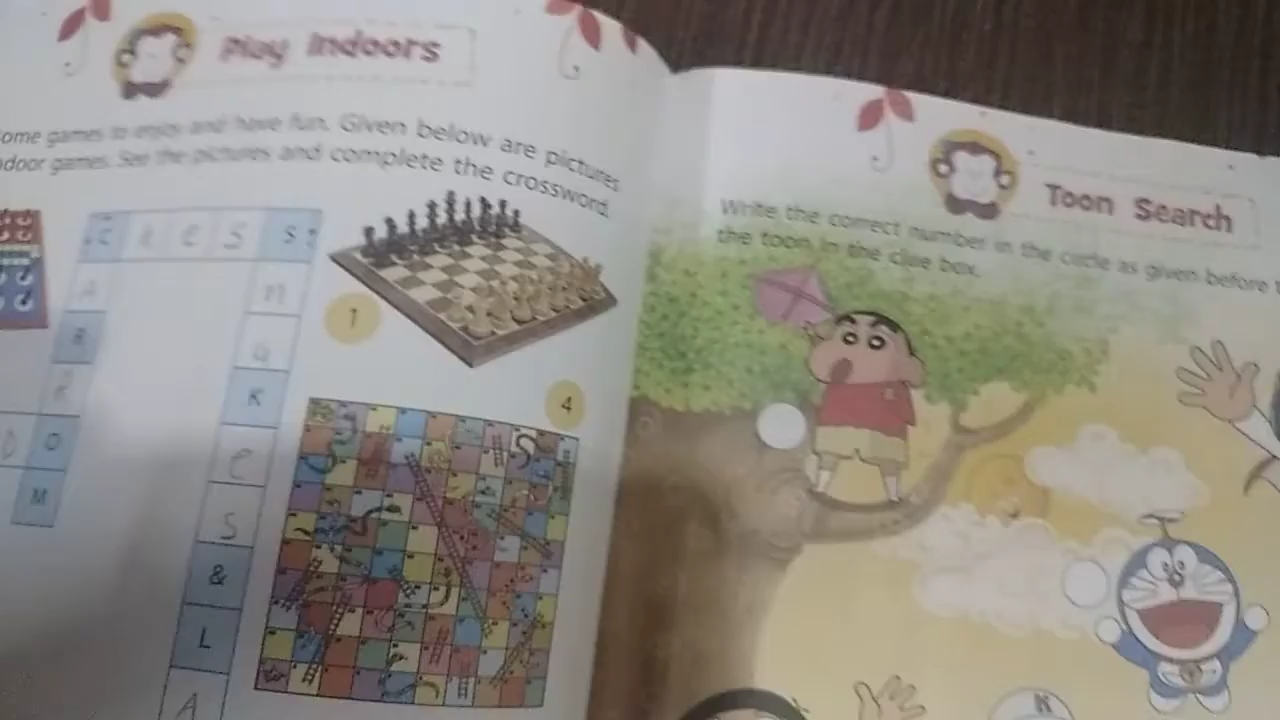 Play Indoors
some games to enjoy and have fun. Given below are pictures
indoor games. See the pictures and complete the crossword.
C h e s S
A
R
R
O
M
n
a
K
e
S
&
L
A
1
4
Toon Search
Write the correct number in the circle as given before
the toon in the clue box.
K